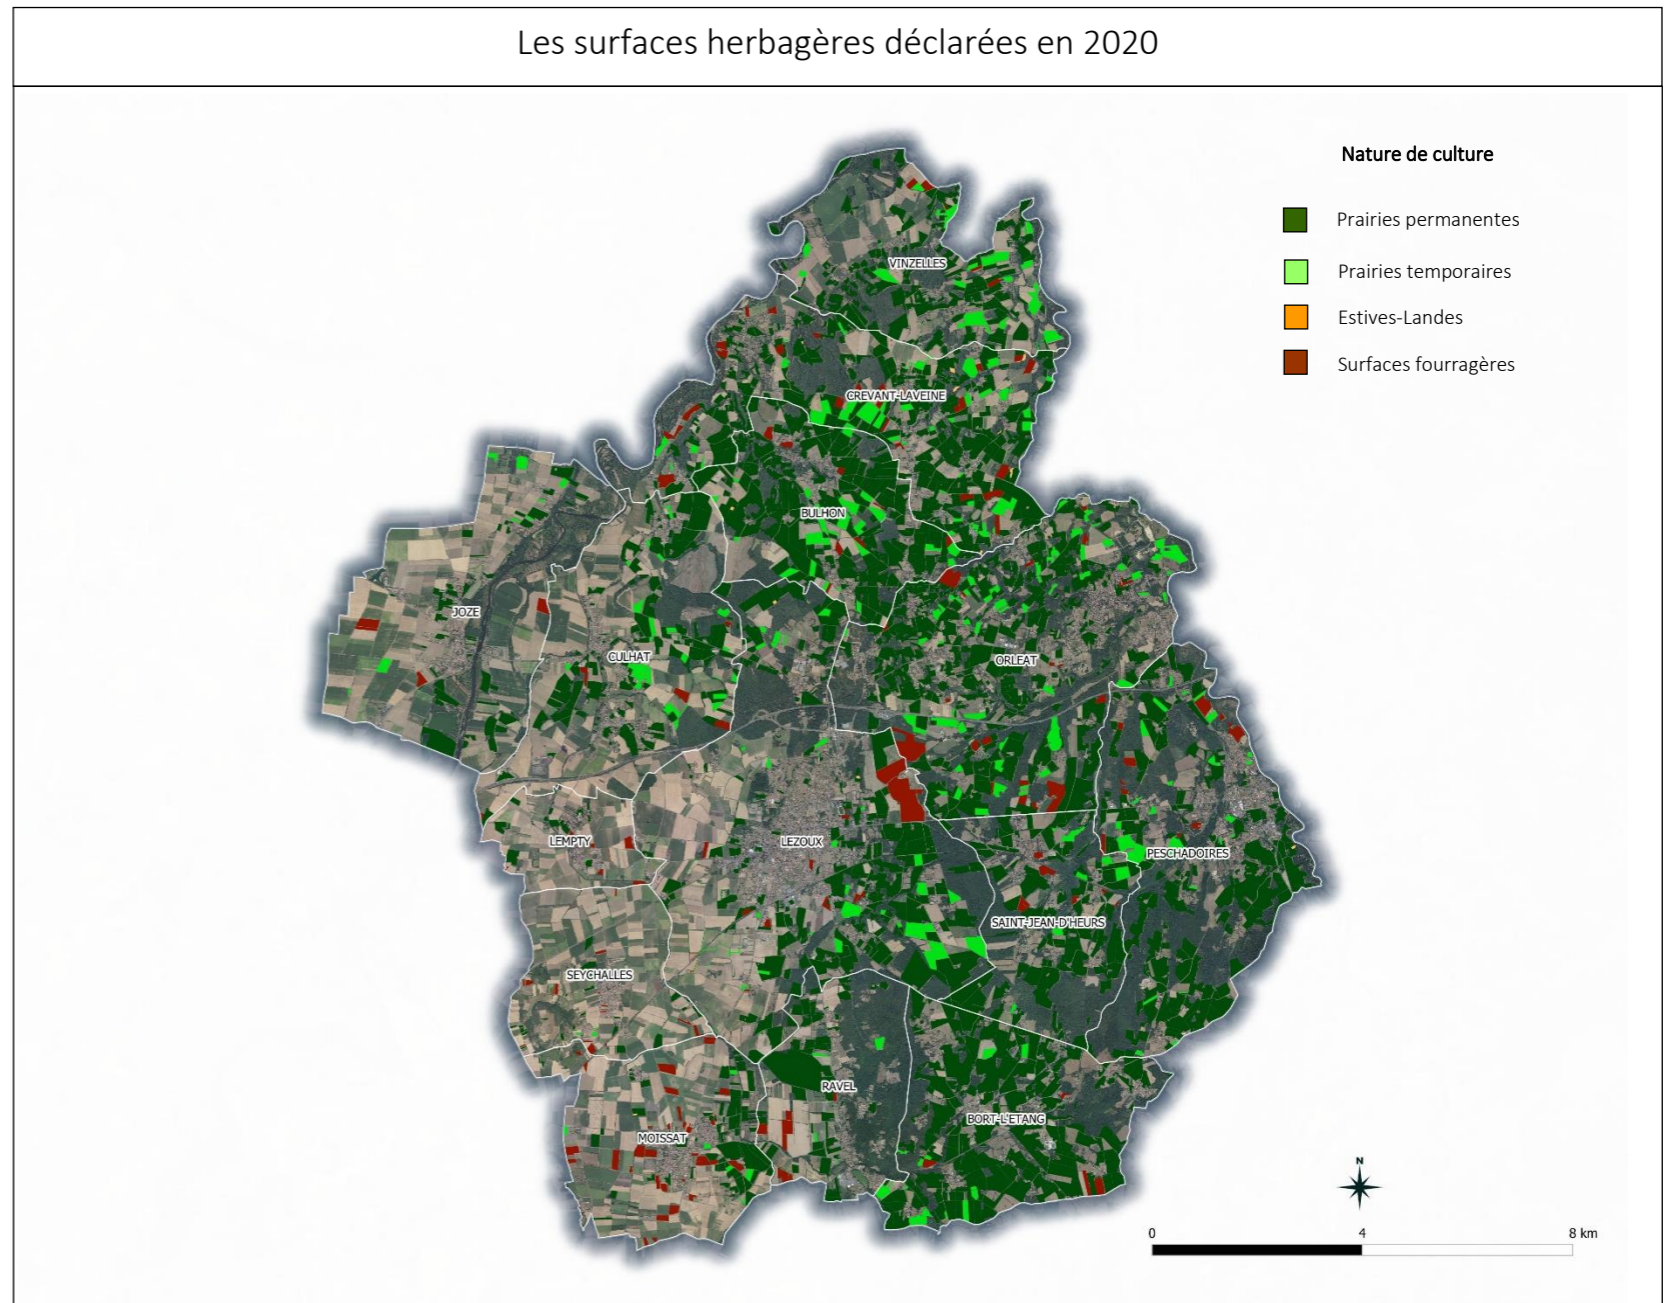 Les surfaces herbagères déclarées en 2020
Nature de culture
Prairies permanentes
Prairies temporaires
Estives-Landes
Surfaces fourragères
VINZELLES
CREVANT-LAVEINE
BULHON
JOZE
CULHAT
ORLEAT
LEMPTY
LEZOUX
PESCHADOIRES
SAINT-JEAN-D'HEURS
SEYCHALLES
RAVEL
BORT-L'ETANG
MOISSAT
N
0 4 8 km